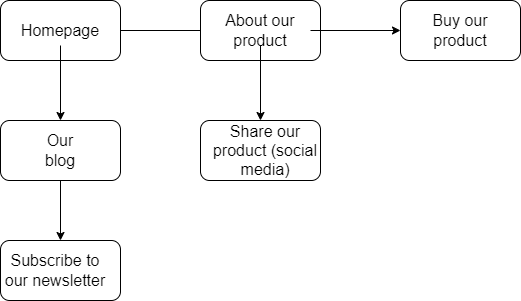 Homepage
About our
product
Buy our
product
Our
blog
Share our
product (social
media)
Subscribe to
our newsletter